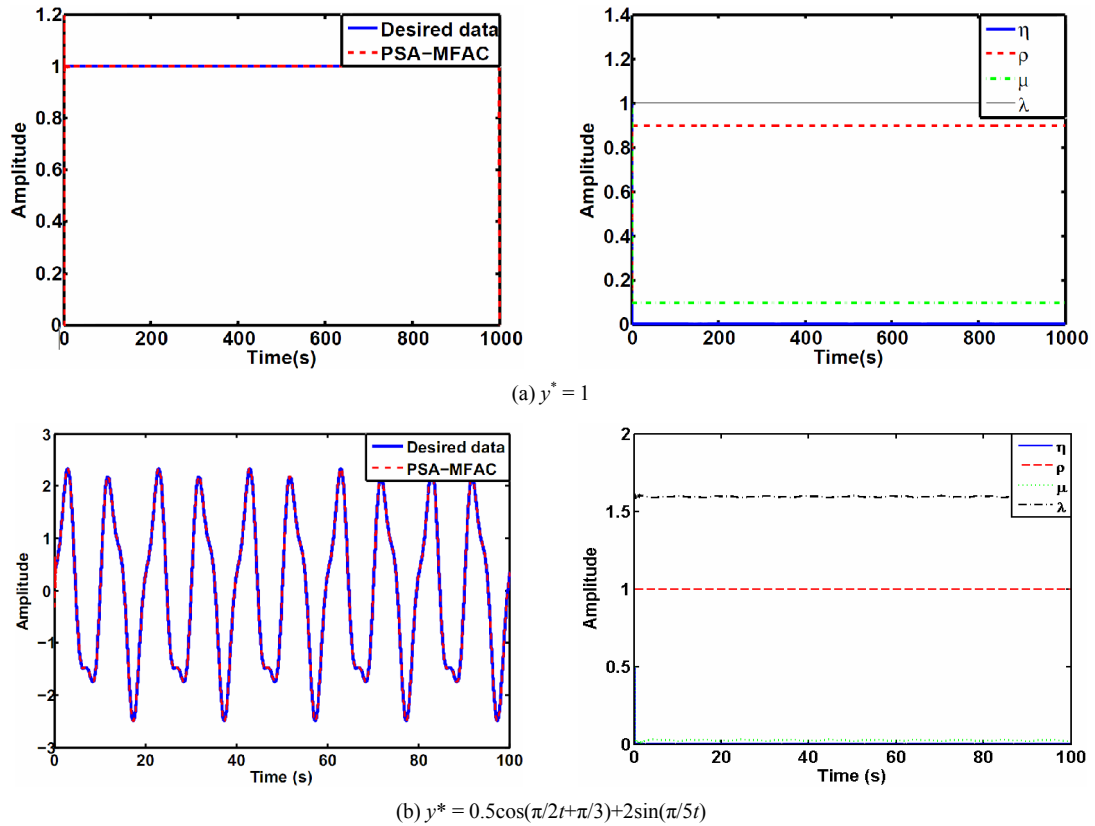 1.2
1
0.8
0.6
0.4
0.2
0
Amplitude
Desired data
PSA−MFAC
0 200 400 600 800 1000
Time(s)
1.4
1.2
1
0.8
0.6
0.4
0.2
0
Amplitude
η
ρ
μ
λ
0 200 400 600 800 1000
Time(s)
(a) y* = 1
3
2
1
0
−1
−2
−3
Amplitude
Desired data
PSA−MFAC
0 20 40 60 80 100
Time (s)
2
1.5
1
0.5
0
Amplitude
η
ρ
μ
λ
0 20 40 60 80 100
Time (s)
(b) y* = 0.5cos(π/2t+π/3)+2sin(π/5t)